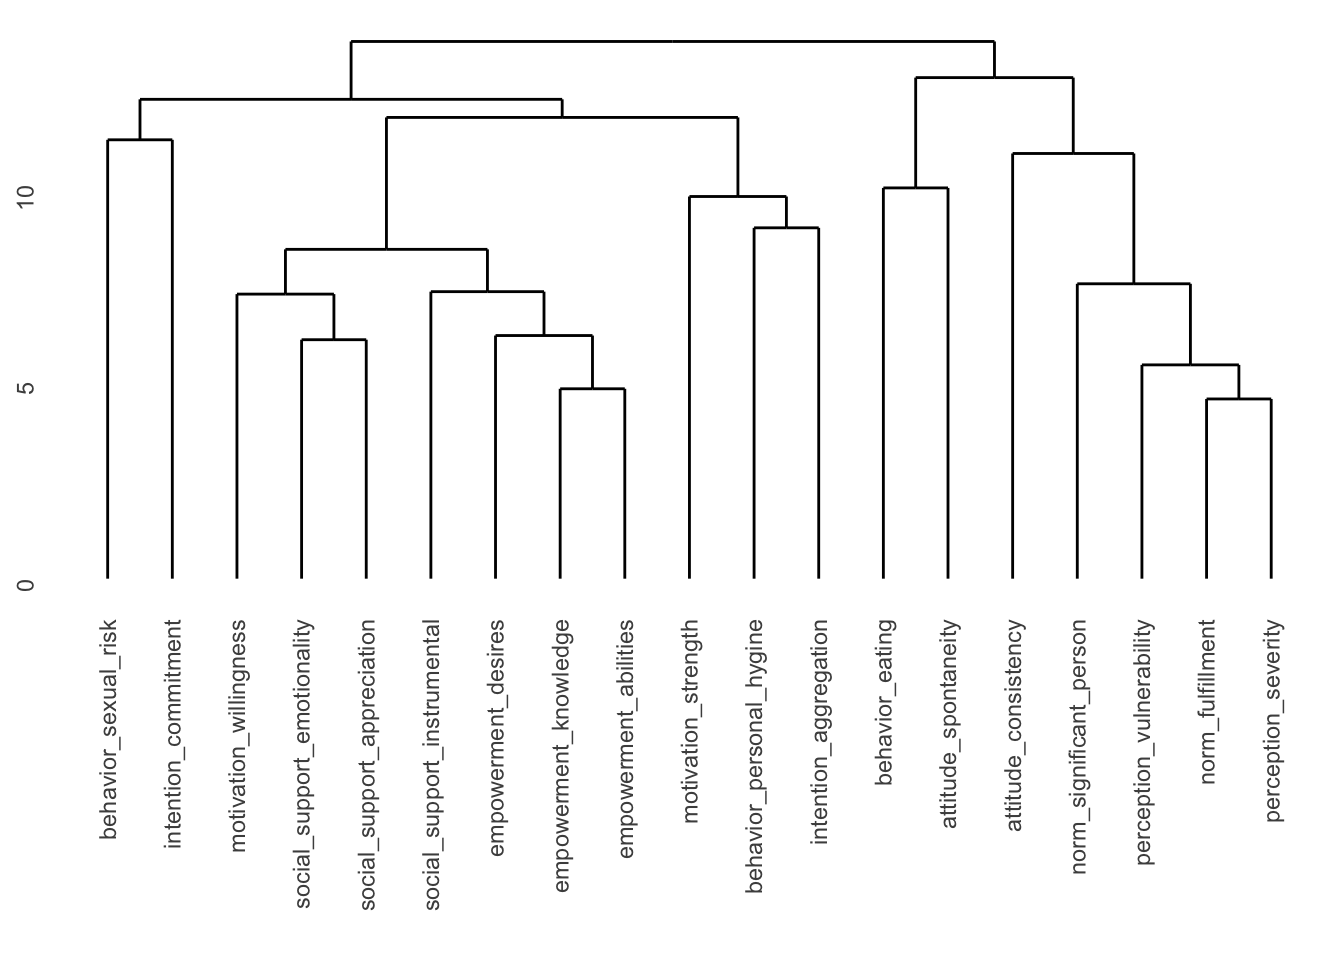 10
5
0
behavior_sexual_risk
intention_commitment
motivation_willingness
social_support_emotionality
social_support_appreciation
social_support_instrumental
empowerment_desires
empowerment_knowledge
empowerment_abilities
motivation_strength
behavior_personal_hygine
intention_aggregation
behavior_eating
attitude_spontaneity
attitude_consistency
norm_significant_person
perception_vulnerability
norm_fulfillment
perception_severity